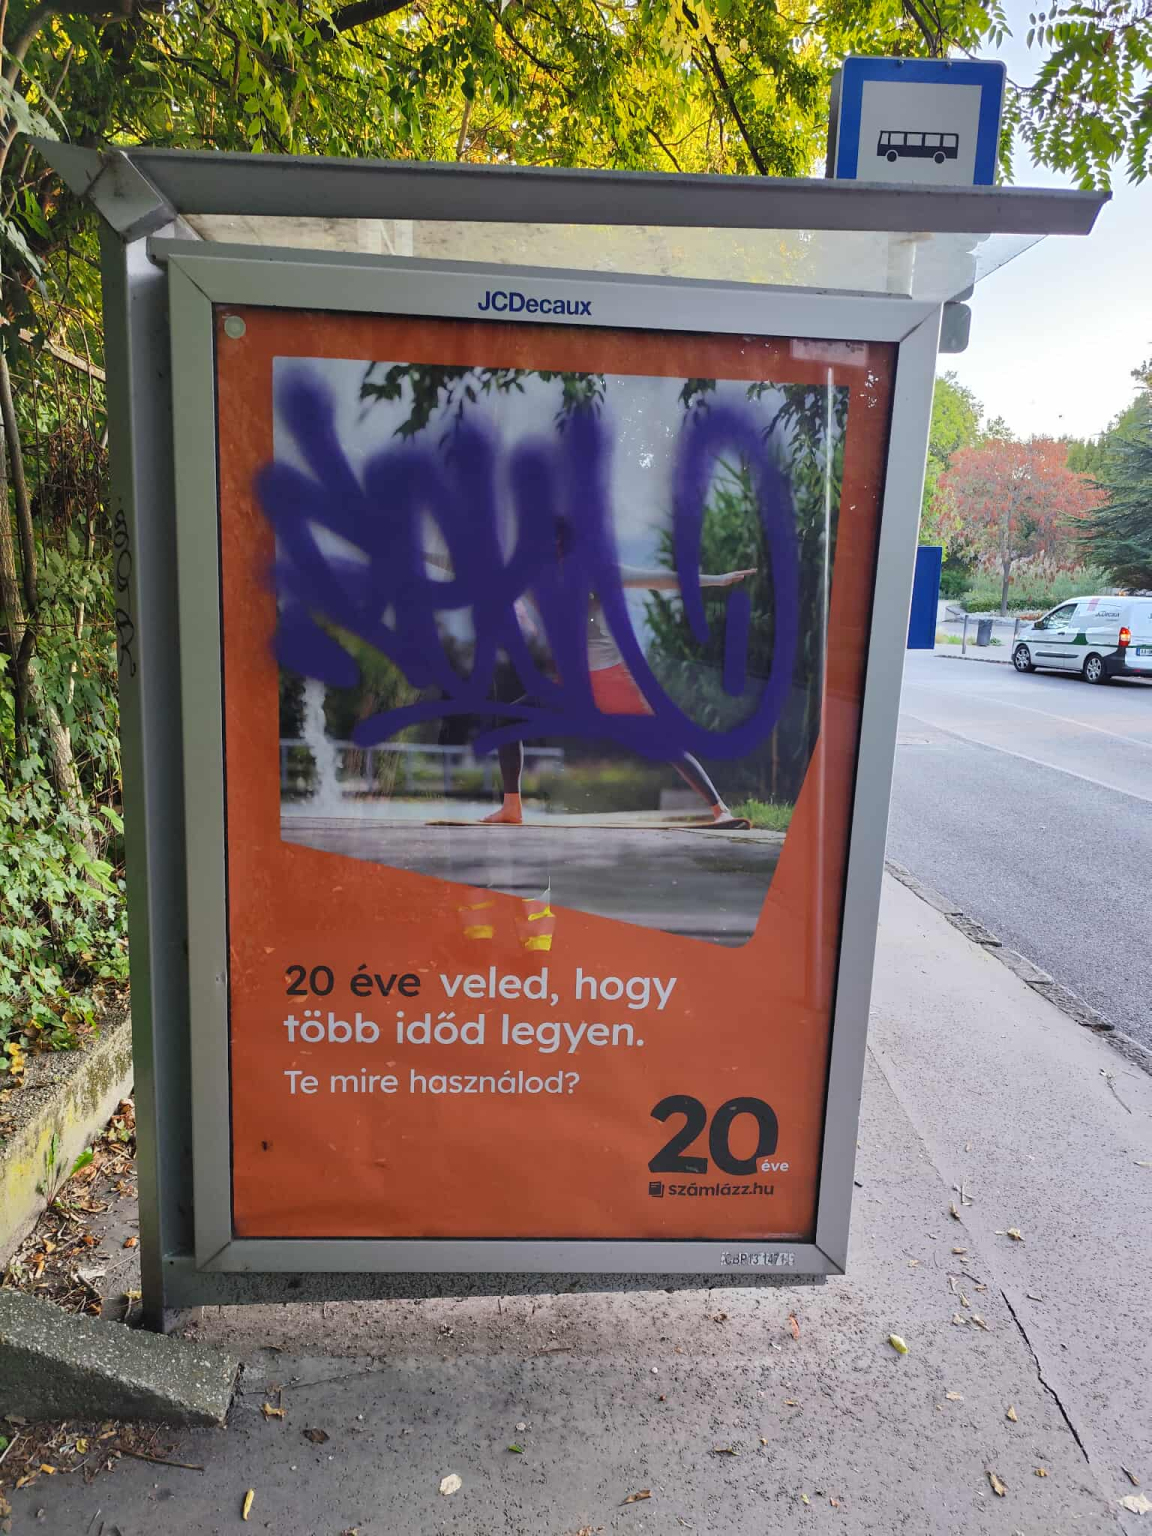 JCDecaux
20 éve veled, hogy
több időd legyen.
Te mire használod?
20
éve
számlázz.hu